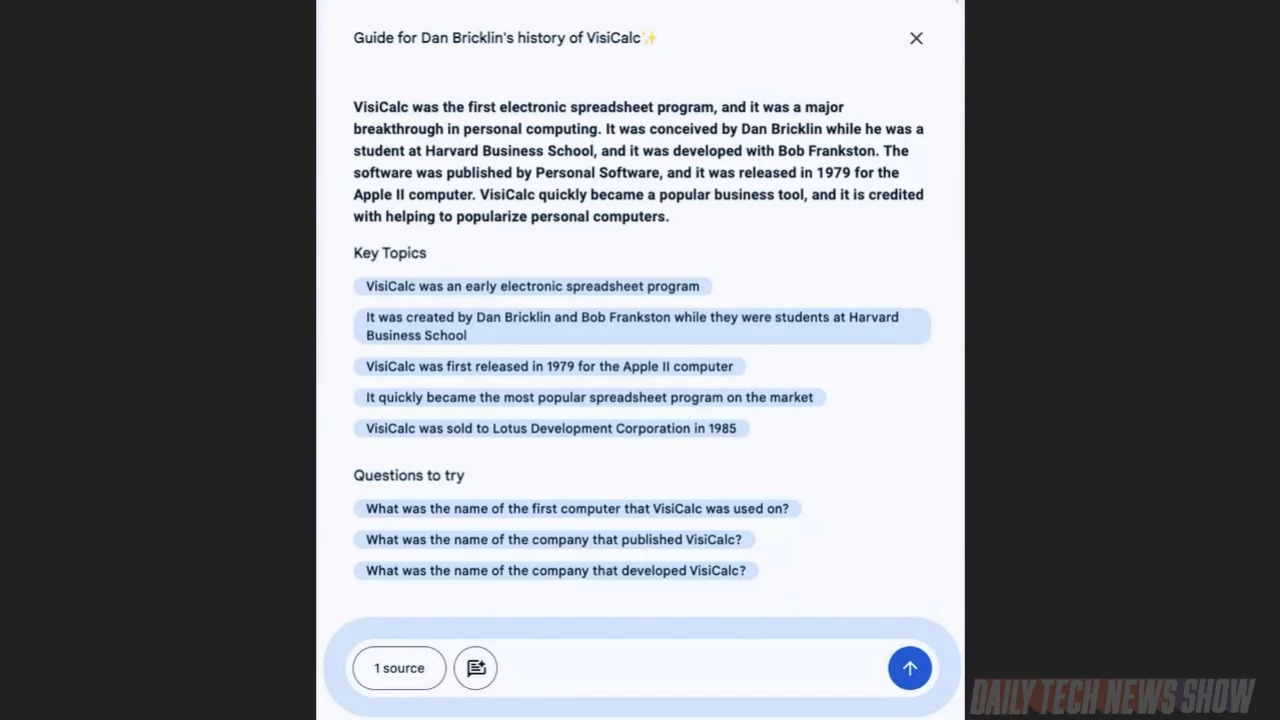 Guide for Dan Bricklin's history of VisiCalc✨
VisiCalc was the first electronic spreadsheet program, and it was a major
breakthrough in personal computing. It was conceived by Dan Bricklin while he was a
student at Harvard Business School, and it was developed with Bob Frankston. The
software was published by Personal Software, and it was released in 1979 for the
Apple II computer. VisiCalc quickly became a popular business tool, and it is credited
with helping to popularize personal computers.
Key Topics
VisiCalc was an early electronic spreadsheet program
It was created by Dan Bricklin and Bob Frankston while they were students at Harvard
Business School
VisiCalc was first released in 1979 for the Apple II computer
It quickly became the most popular spreadsheet program on the market
VisiCalc was sold to Lotus Development Corporation in 1985
Questions to try
What was the name of the first computer that VisiCalc was used on?
What was the name of the company that published VisiCalc?
What was the name of the company that developed VisiCalc?
1 source
DAILY TECH NEWS SHOW